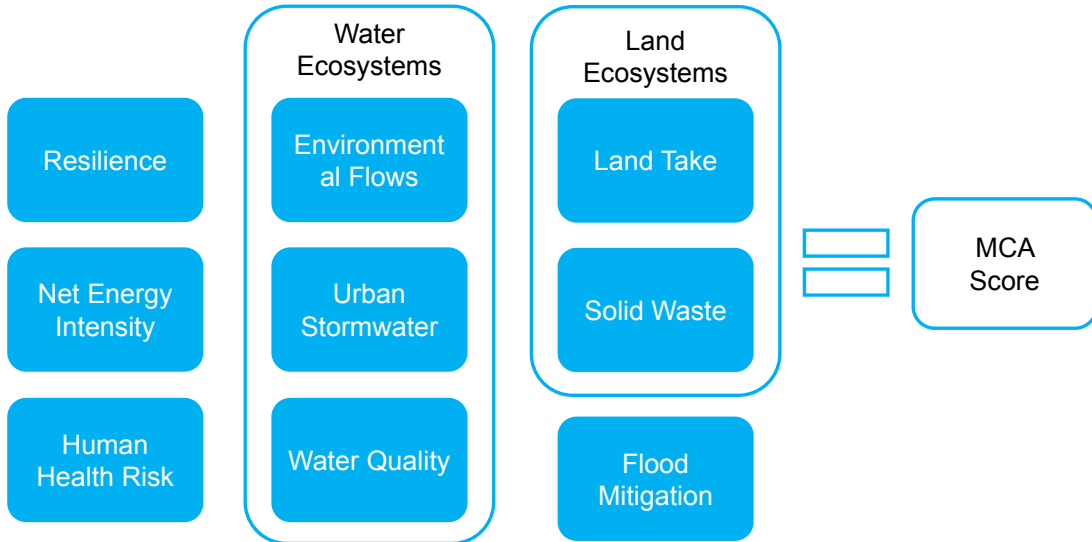 Resilience
Net Energy
Intensity
Human
Health Risk
Water
Ecosystems
Environment
al Flows
Urban
Stormwater
Water Quality
Land
Ecosystems
Land Take
Solid Waste
Flood
Mitigation
MCA
Score